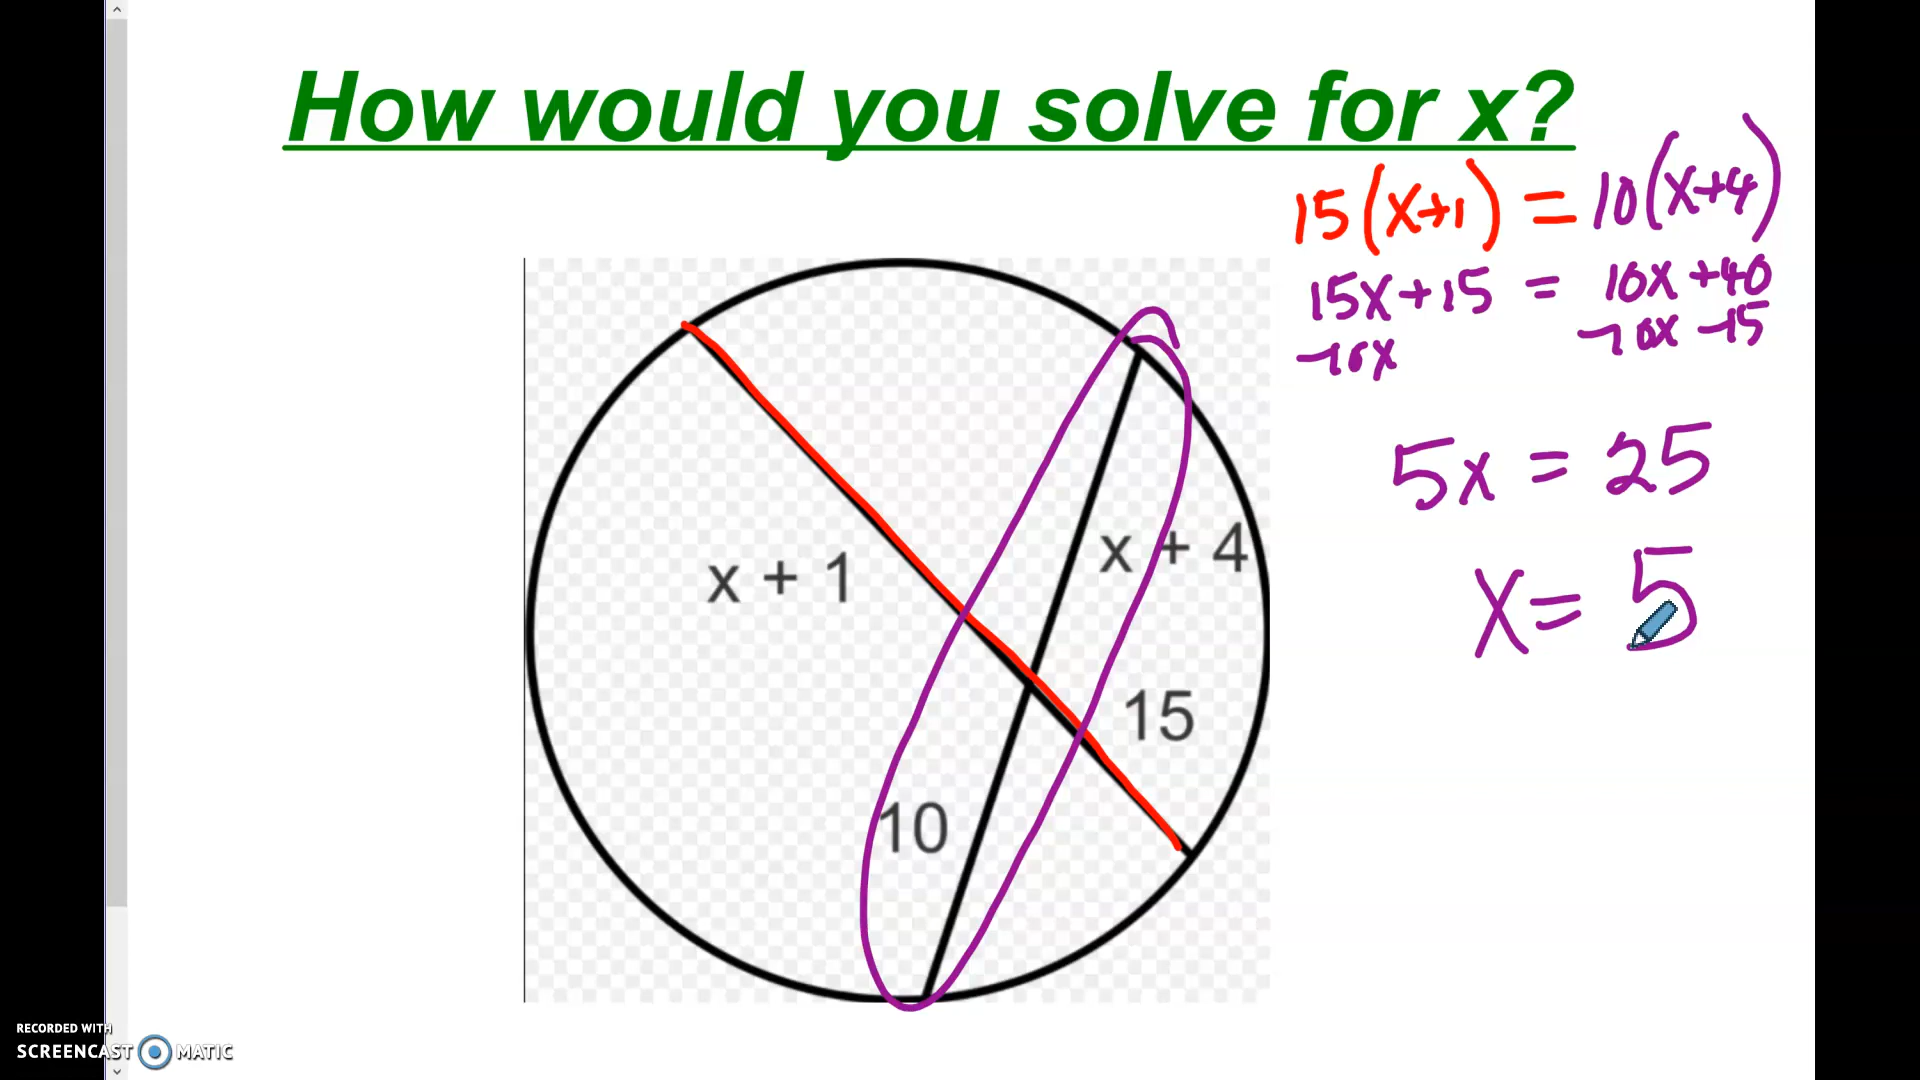 How would you solve for x?
15(x+1) = 10(x+4)
15x+15 = 10x+40
-10x -10x -15
5x = 25
x = 5
x + 1
x + 4
15
10
RECORDED WITH
SCREENCAST MATIC